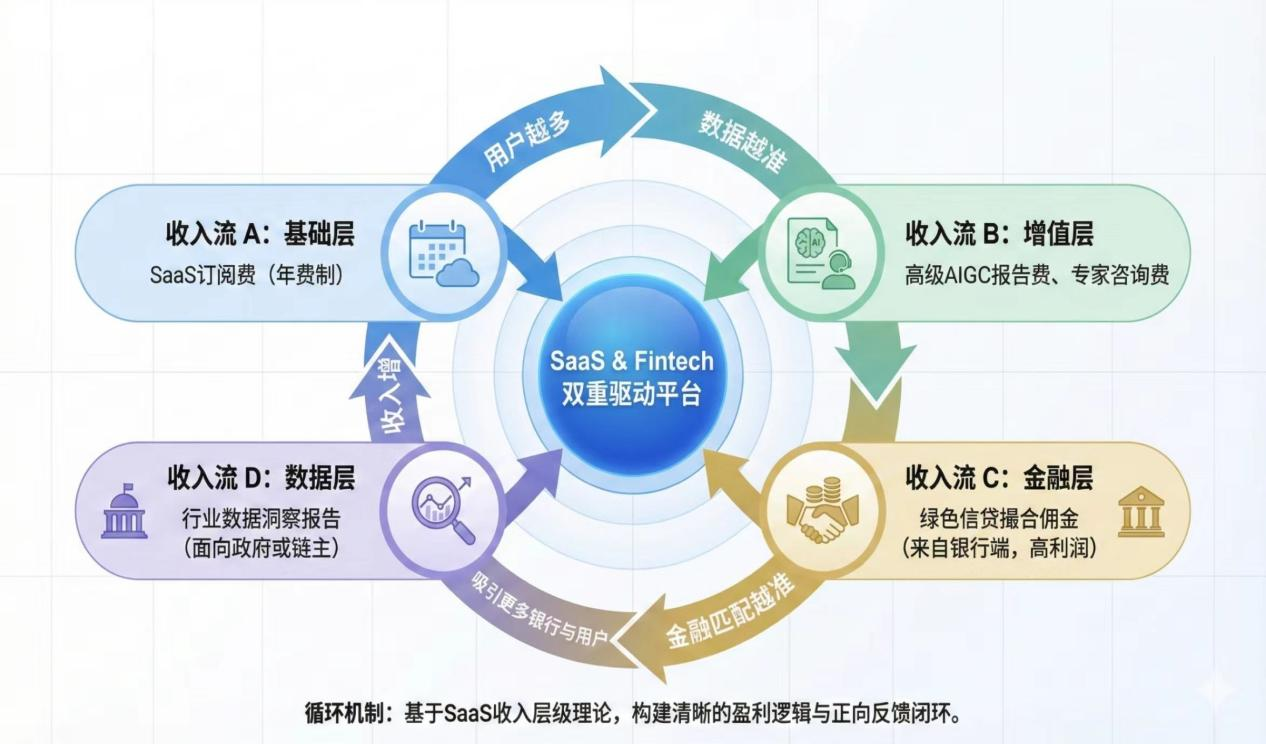 用户越多
数据越准
收入流 A：基础层
SaaS订阅费（年费制）
AI
收入流 B：增值层
高级AIGC报告费、专家咨询费
SaaS & Fintech
双重驱动平台
收入增
收入流 D：数据层
行业数据洞察报告
（面向政府或链主）
收入流 C：金融层
绿色信贷撮合佣金
（来自银行端，高利润）
吸引更多银行与用户
金融匹配越准
循环机制：基于SaaS收入层级理论，构建清晰的盈利逻辑与正向反馈闭环。